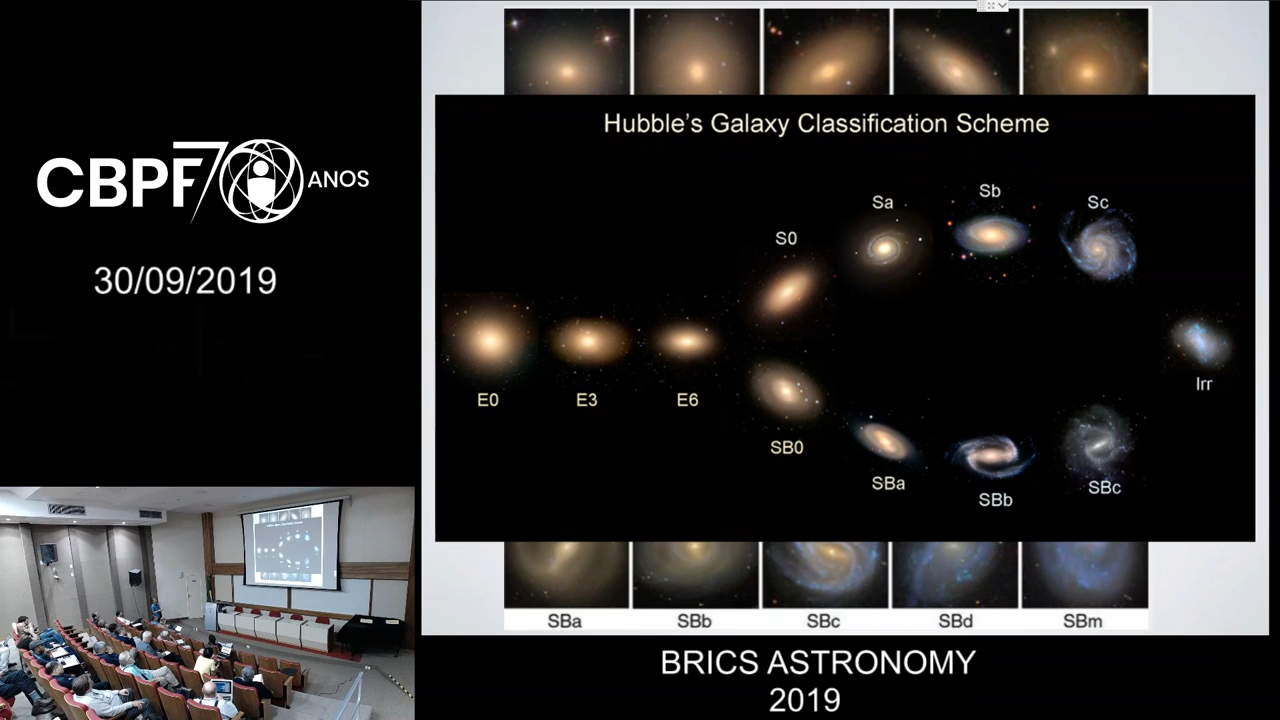 CBPF 70 ANOS
30/09/2019
Hubble's Galaxy Classification Scheme
Sa
Sb
Sc
S0
E0
E3
E6
Irr
SB0
SBa
SBb
SBc
SBa
SBb
SBc
SBd
SBm
BRICS ASTRONOMY
2019